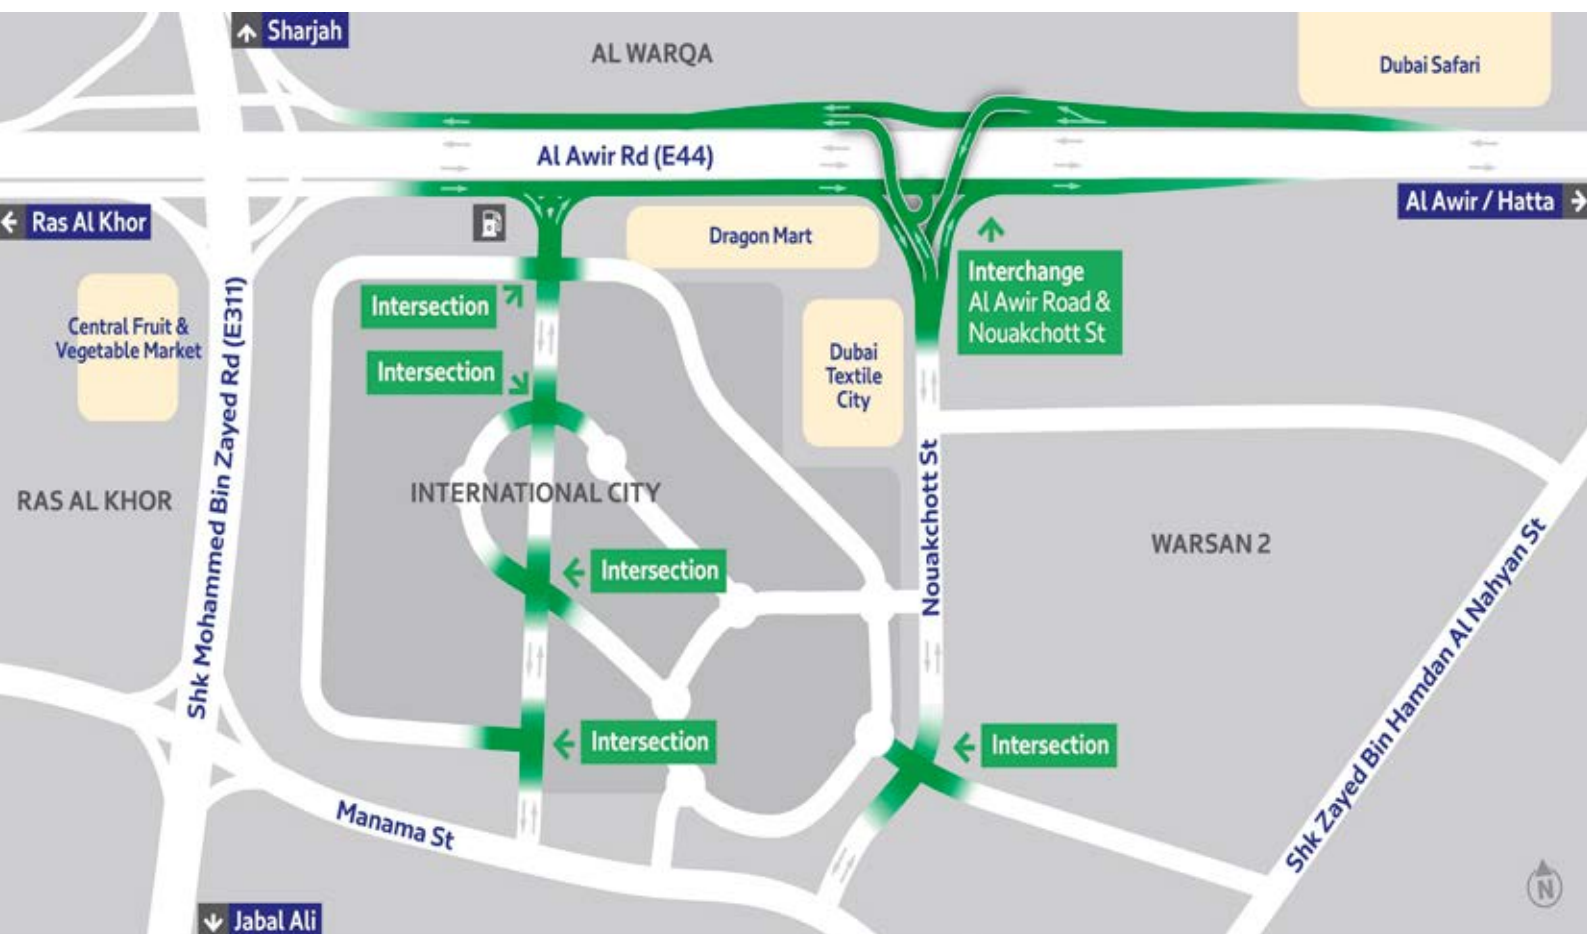 Sharjah
AL WARQA
Dubai Safari
Al Awir Rd (E44)
Ras Al Khor
Al Awir / Hatta
Dragon Mart
Interchange
Al Awir Road &
Nouakchott St
Intersection
Central Fruit &
Vegetable Market
Shk Mohammed Bin Zayed Rd (E311)
Intersection
Dubai
Textile
City
RAS AL KHOR
INTERNATIONAL CITY
Nouakchott St
WARSAN 2
Intersection
Shk Zayed Bin Hamdan Al Nahyan St
Intersection
Intersection
Manama St
N
Jabal Ali